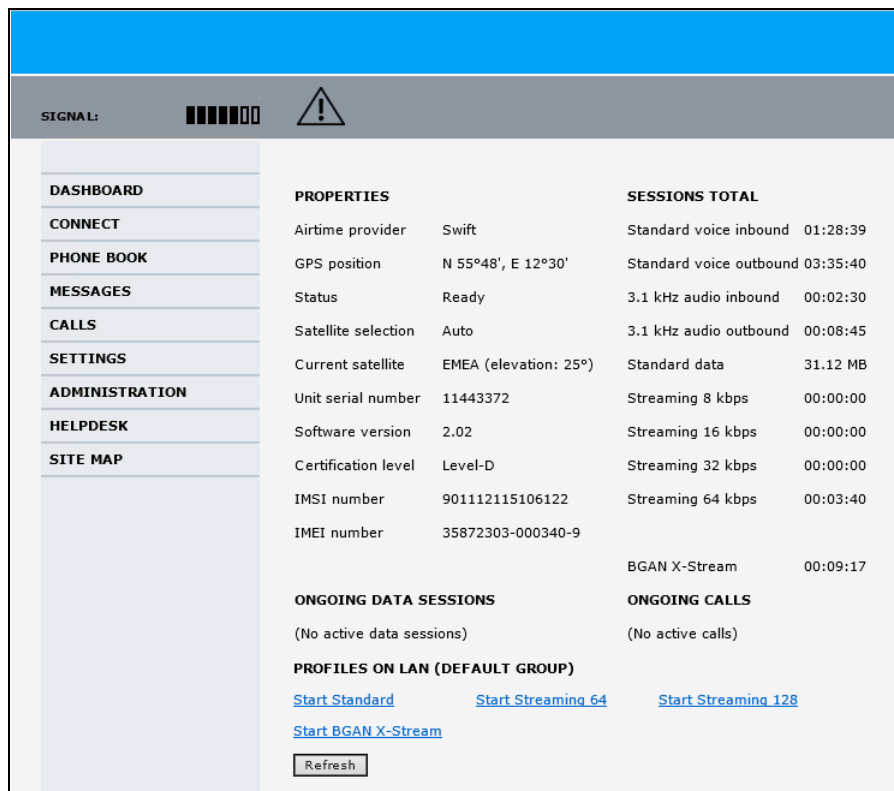 SIGNAL:
DASHBOARD
CONNECT
PHONE BOOK
MESSAGES
CALLS
SETTINGS
ADMINISTRATION
HELPDESK
SITE MAP
PROPERTIES
Airtime provider Swift
GPS position N 55°48', E 12°30'
Status Ready
Satellite selection Auto
Current satellite EMEA (elevation: 25°)
Unit serial number 11443372
Software version 2.02
Certification level Level-D
IMSI number 901112115106122
IMEI number 35872303-000340-9
SESSIONS TOTAL
Standard voice inbound 01:28:39
Standard voice outbound 03:35:40
3.1 kHz audio inbound 00:02:30
3.1 kHz audio outbound 00:08:45
Standard data 31.12 MB
Streaming 8 kbps 00:00:00
Streaming 16 kbps 00:00:00
Streaming 32 kbps 00:00:00
Streaming 64 kbps 00:03:40
BGAN X-Stream 00:09:17
ONGOING DATA SESSIONS
(No active data sessions)
ONGOING CALLS
(No active calls)
PROFILES ON LAN (DEFAULT GROUP)
Start Standard Start Streaming 64 Start Streaming 128
Start BGAN X-Stream
Refresh